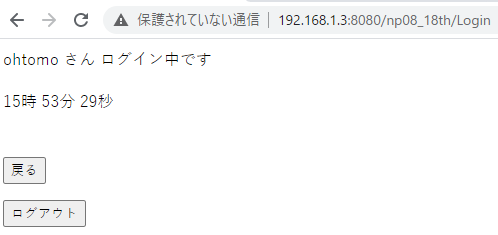 保護されていない通信 | 192.168.1.3:8080/np08_18th/Login
ohtomo さん ログイン中です
15時 53分 29秒
戻る
ログアウト